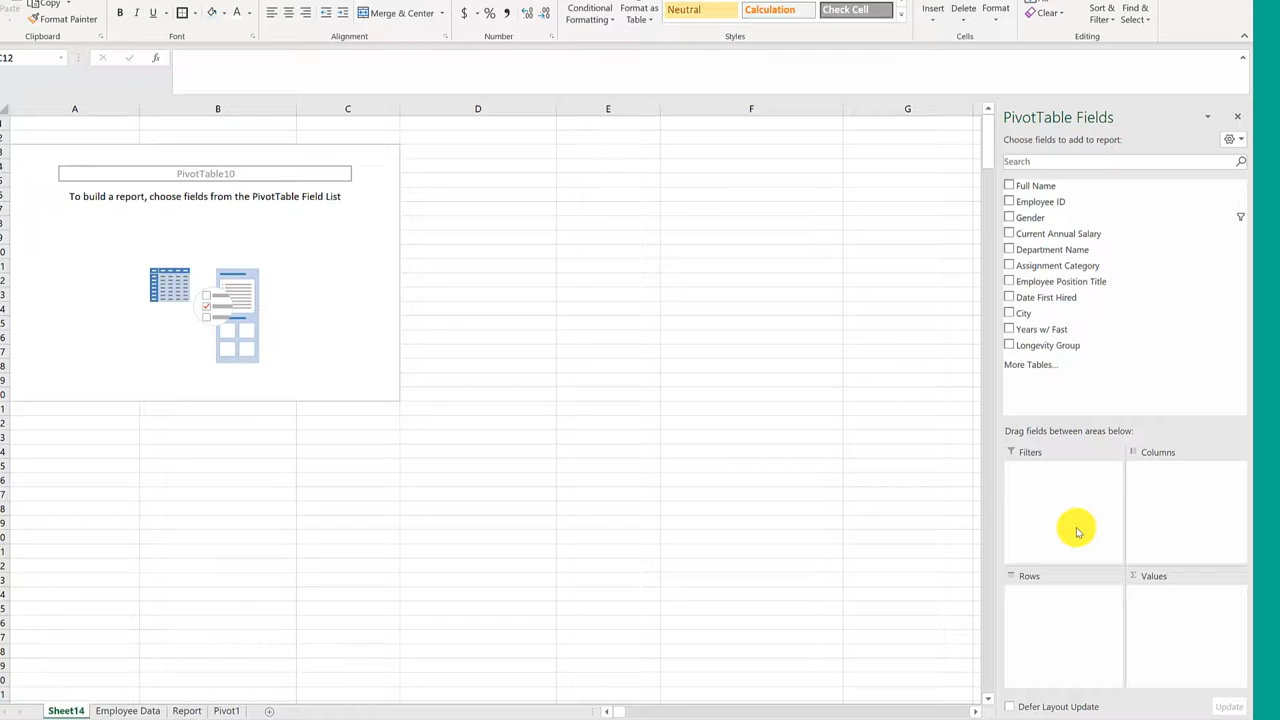 Copy
Paste
Format Painter
B I U A
Merge & Center
$ % ,
Conditional Formatting
Format as Table
Neutral Calculation Check Cell
Insert Delete Format
Clear
Sort & Filter
Find & Select
Clipboard Font Alignment Number Styles Cells Editing
C12 fx
A B C D E F G
PivotTable10
To build a report, choose fields from the PivotTable Field List
PivotTable Fields
Choose fields to add to report:
Search
Full Name
Employee ID
Gender
Current Annual Salary
Department Name
Assignment Category
Employee Position Title
Date First Hired
City
Years w/ Fast
Longevity Group
More Tables...
Drag fields between areas below:
Filters Columns
Rows Σ Values
Defer Layout Update Update
Sheet14 Employee Data Report Pivot1